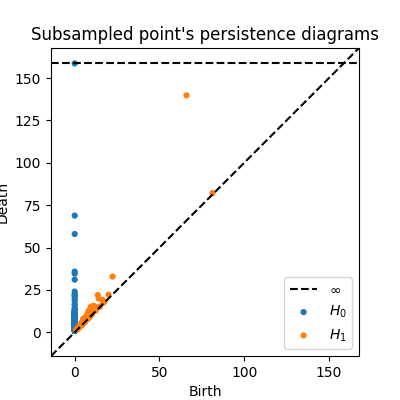 Subsampled point's persistence diagrams
150
125
100
75
50
25
0
Death
0 50 100 150
Birth
∞
H₀
H₁